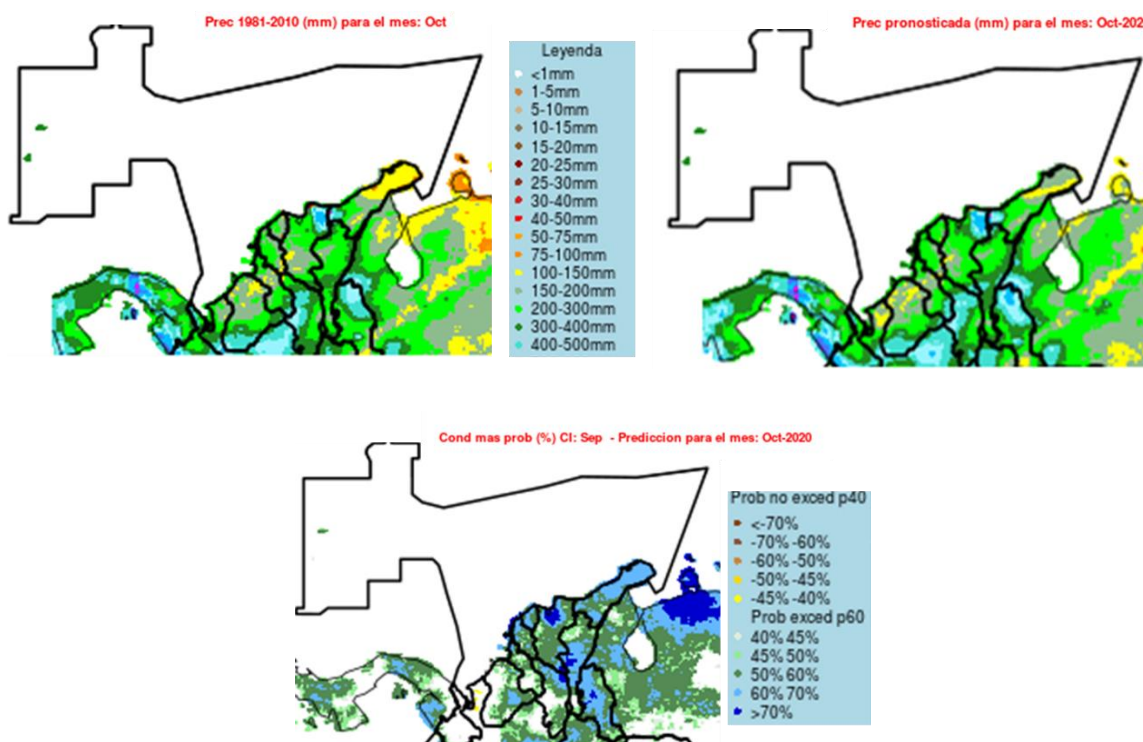 Prec 1981-2010 (mm) para el mes: Oct
Prec pronosticada (mm) para el mes: Oct-202
Leyenda
<1mm
1-5mm
5-10mm
10-15mm
15-20mm
20-25mm
25-30mm
30-40mm
40-50mm
50-75mm
75-100mm
100-150mm
150-200mm
200-300mm
300-400mm
400-500mm
Cond mas prob (%) CI: Sep - Prediccion para el mes: Oct-2020
Prob no exced p40
<-70%
-70% -60%
-60% -50%
-50% -45%
-45% -40%
Prob exced p60
40% 45%
45% 50%
50% 60%
60% 70%
>70%